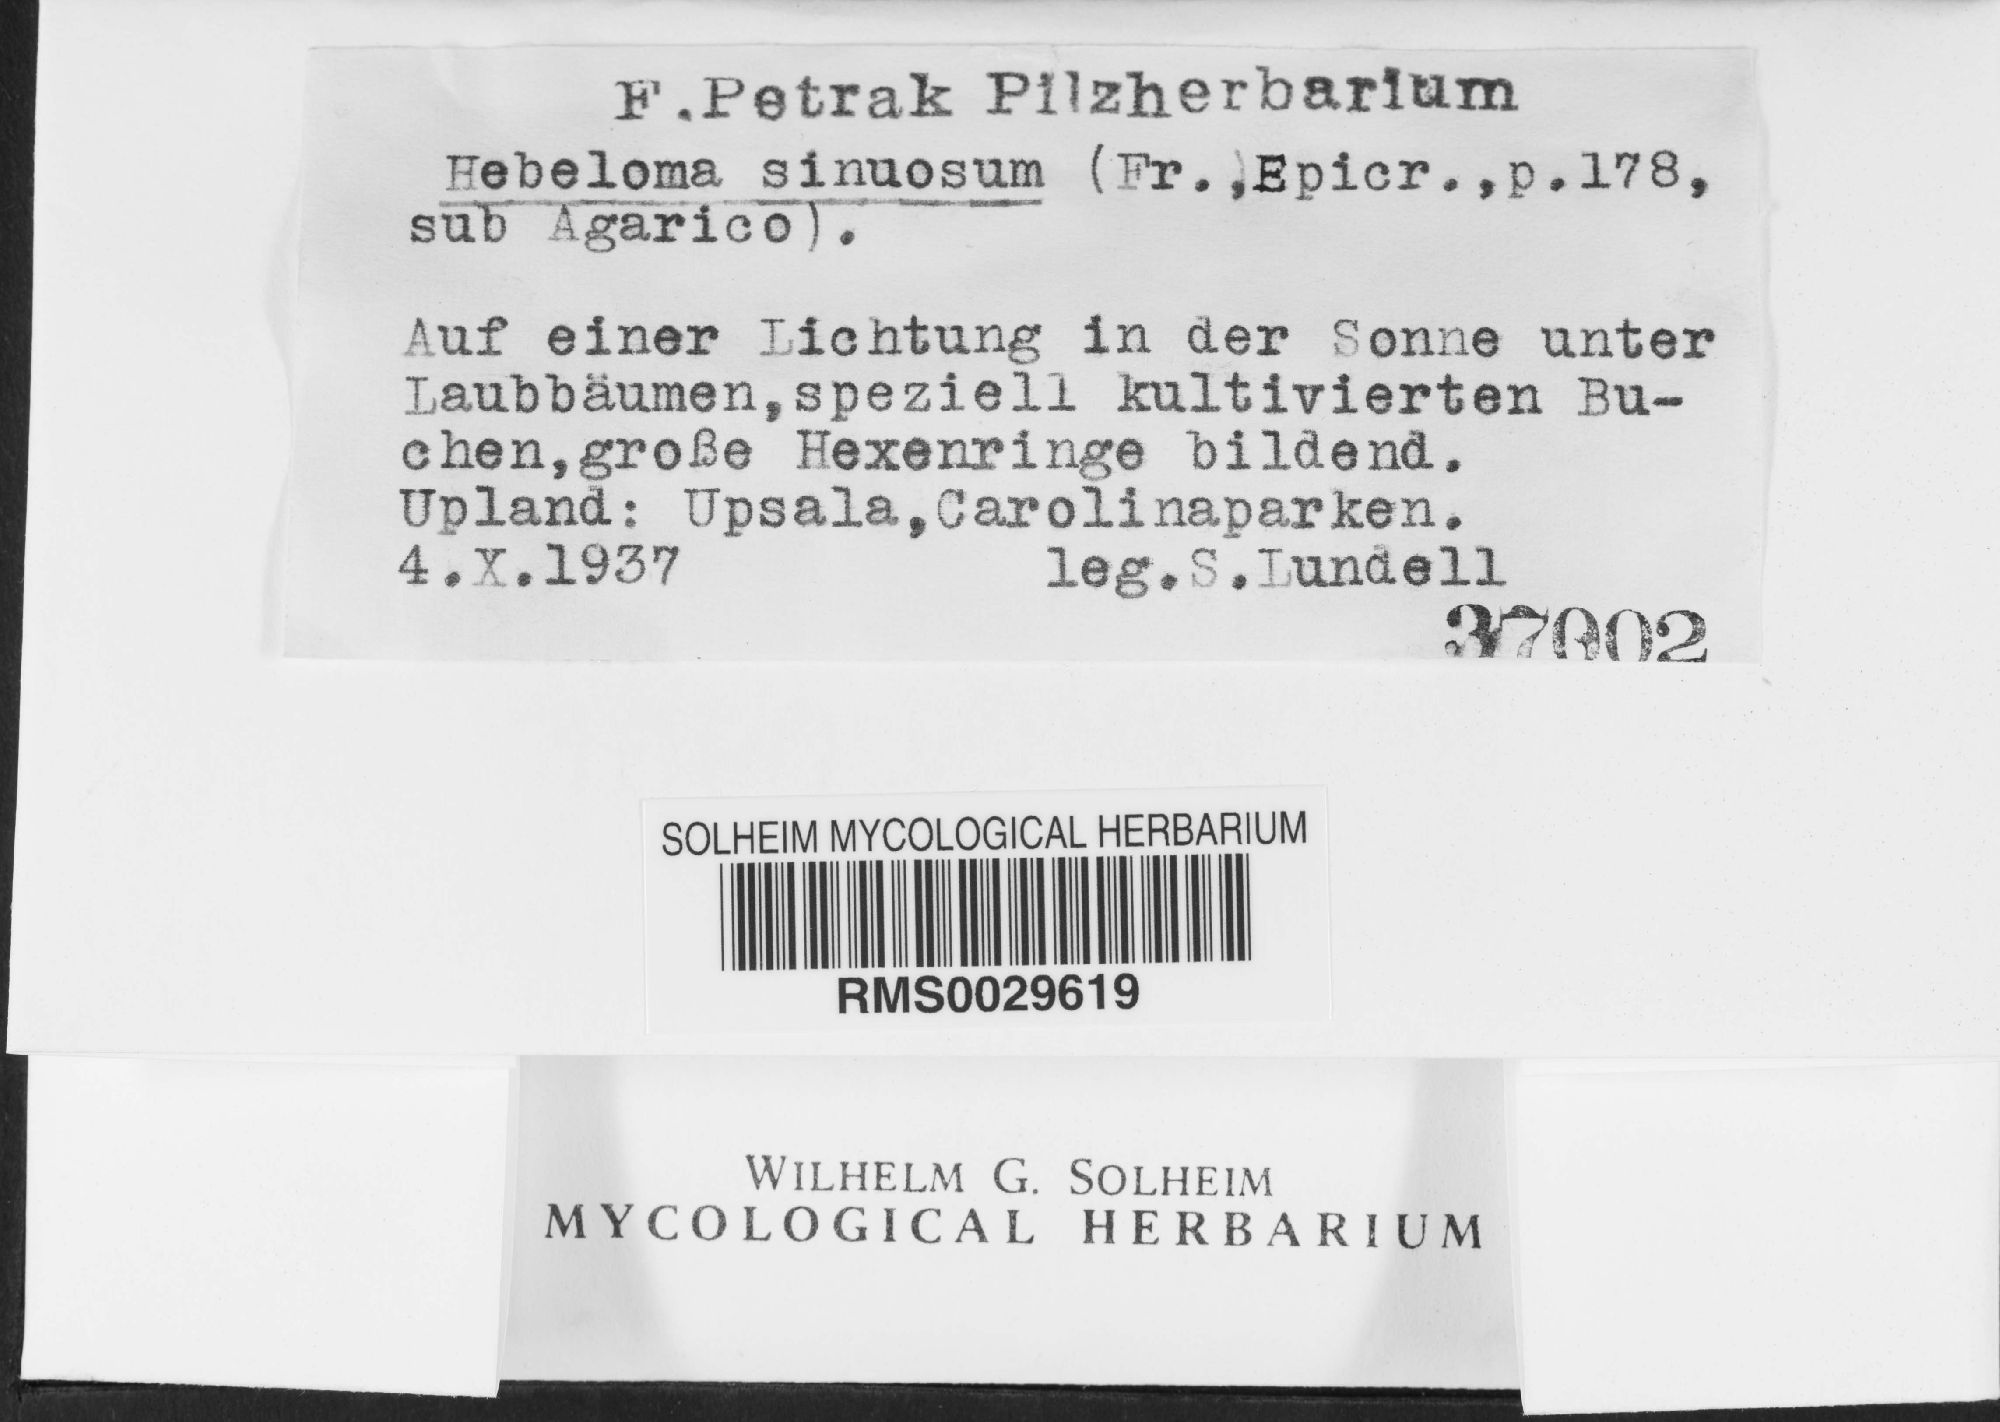 F.Petrak Pilzherbarium
Hebeloma sinuosum (Fr.,Epicr.,p.178,
sub Agarico).
Auf einer Lichtung in der Sonne unter
Laubbäumen,speziell kultivierten Bu-
chen,große Hexenringe bildend.
Upland: Upsala,Carolinaparken.
4.X.1937 leg.S.Lundell
37002
SOLHEIM MYCOLOGICAL HERBARIUM
RMS0029619
WILHELM G. SOLHEIM
MYCOLOGICAL HERBARIUM